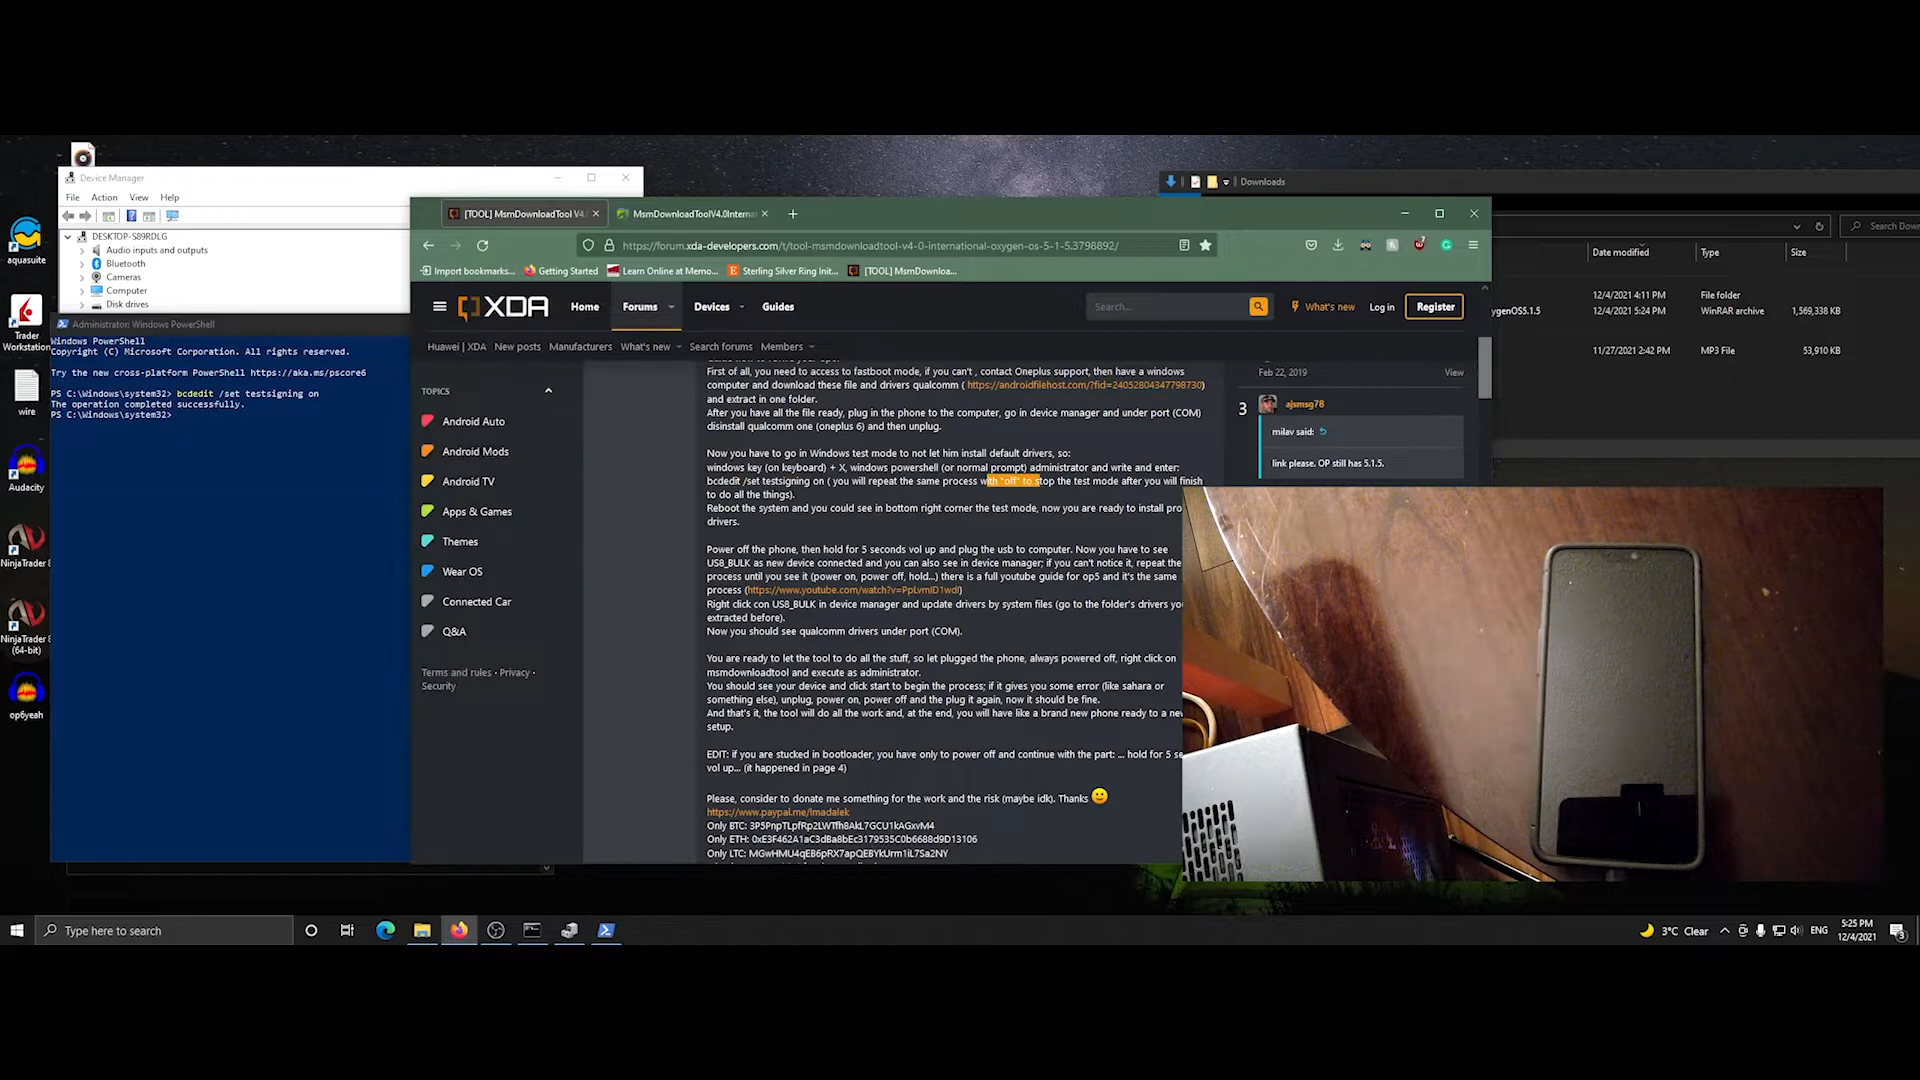 Device Manager
File Action View Help
DESKTOP-S89RDLG
Audio inputs and outputs
Bluetooth
Cameras
Computer
Disk drives
Administrator: Windows PowerShell
Windows PowerShell
Copyright (C) Microsoft Corporation. All rights reserved.
Try the new cross-platform PowerShell https://aka.ms/pscore6
PS C:\Windows\system32> bcdedit /set testsigning on
The operation completed successfully.
PS C:\Windows\system32>
aquasuite
Trader
Workstation
wire
Audacity
NinjaTrader 8
NinjaTrader 8
(64-bit)
op6yeah
[TOOL] MsmDownloadTool V4.
MsmDownloadToolV4.0Interna
https://forum.xda-developers.com/t/tool-msmdownloadtool-v4-0-international-oxygen-os-5-1-5.3798892/
Import bookmarks... Getting Started Learn Online at Memo... Sterling Silver Ring Init... [TOOL] MsmDownloa...
XDA Home Forums Devices Guides Search... What's new Log in Register
Huawei | XDA New posts Manufacturers What's new Search forums Members
TOPICS
Android Auto
Android Mods
Android TV
Apps & Games
Themes
Wear OS
Connected Car
Q&A
Terms and rules · Privacy ·
Security
First of all, you need to access to fastboot mode, if you can't , contact Oneplus support, then have a windows
computer and download these file and drivers qualcomm ( https://androidfilehost.com/?fid=24052804347798730)
and extract in one folder.
After you have all the file ready, plug in the phone to the computer, go in device manager and under port (COM)
disinstall qualcomm one (oneplus 6) and then unplug.
Now you have to go in Windows test mode to not let him install default drivers, so:
windows key (on keyboard) + X, windows powershell (or normal prompt) administrator and write and enter:
bcdedit /set testsigning on ( you will repeat the same process with "off" to stop the test mode after you will finish
to do all the things).
Reboot the system and you could see in bottom right corner the test mode, now you are ready to install pro
drivers.
Power off the phone, then hold for 5 seconds vol up and plug the usb to computer. Now you have to see
US8_BULK as new device connected and you can also see in device manager; if you can't notice it, repeat the
process until you see it (power on, power off, hold...) there is a full youtube guide for op5 and it's the same
process (https://www.youtube.com/watch?v=PpLvmID1wdI)
Right click con US8_BULK in device manager and update drivers by system files (go to the folder's drivers yo
extracted before).
Now you should see qualcomm drivers under port (COM).
You are ready to let the tool to do all the stuff, so let plugged the phone, always powered off, right click on
msmdownloadtool and execute as administrator.
You should see your device and click start to begin the process; if it gives you some error (like sahara or
something else), unplug, power on, power off and the plug it again, now it should be fine.
And that's it, the tool will do all the work and, at the end, you will have like a brand new phone ready to a new
setup.
EDIT: if you are stucked in bootloader, you have only to power off and continue with the part: ... hold for 5 se
vol up... (it happened in page 4)
Please, consider to donate me something for the work and the risk (maybe idk). Thanks
https://www.paypal.me/lmadalek
Only BTC: 3P5PnpTLpfRp2LWTfh8AkL7GCU1kAGxvM4
Only ETH: 0xE3F462A1aC3dBa8bEc3179535C0b6688d9D13106
Only LTC: MGwHMU4qEB6pRX7apQEBYkUrm1iL7Sa2NY
Feb 22, 2019 View
3 ajsmsg78
milav said:
link please. OP still has 5.1.5.
Downloads
Search Down
Date modified Type Size
12/4/2021 4:11 PM File folder
ygenOS5.1.5 12/4/2021 5:24 PM WinRAR archive 1,569,338 KB
11/27/2021 2:42 PM MP3 File 53,910 KB
Type here to search
3°C Clear ENG 5:25 PM
12/4/2021
3